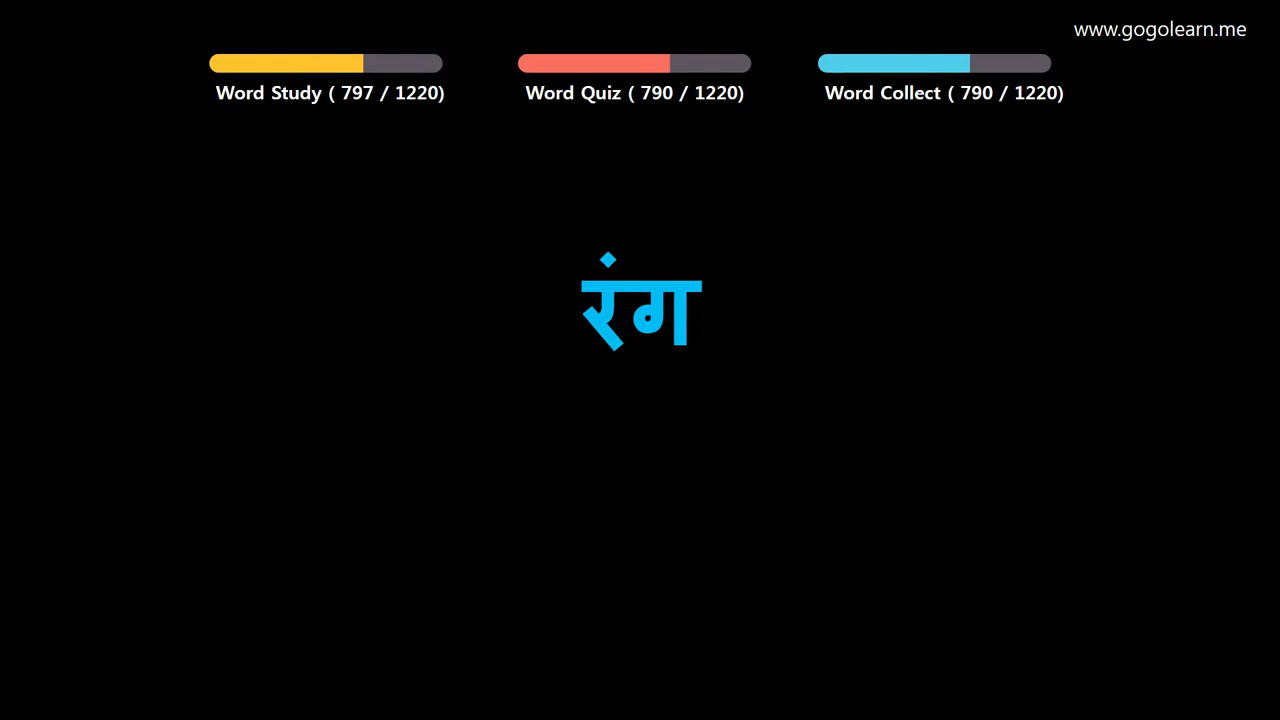 www.gogolearn.me
Word Study ( 797 / 1220)
Word Quiz ( 790 / 1220)
Word Collect ( 790 / 1220)
रंग